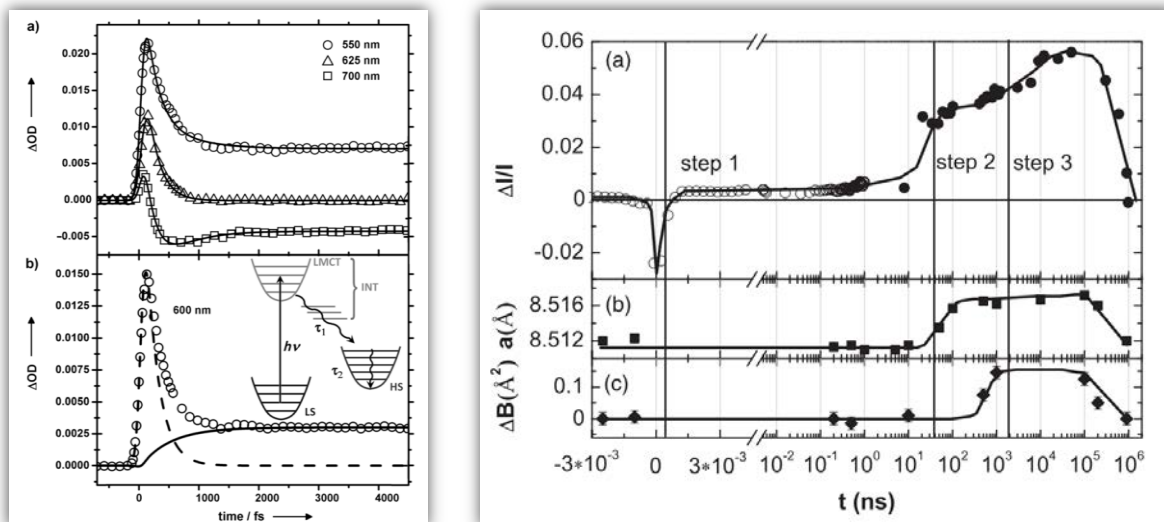 a)
0.020
0.015
0.010
0.005
0.000
-0.005
ΔOD
550 nm
625 nm
700 nm
b)
0.0150
0.0125
0.0100
0.0075
0.0050
0.0025
0.0000
ΔOD
600 nm
LMCT
INT
τ1
hν
τ2
HS
LS
0 1000 2000 3000 4000
time / fs
0.06
0.04
0.02
0
-0.02
ΔI/I
(a)
step 1
step 2
step 3
8.516
8.512
a(Å)
(b)
0.1
0
ΔB(Å²)
(c)
-3*10⁻³ 0 3*10⁻³ 10⁻² 10⁻¹ 10⁰ 10¹ 10² 10³ 10⁴ 10⁵ 10⁶
t (ns)